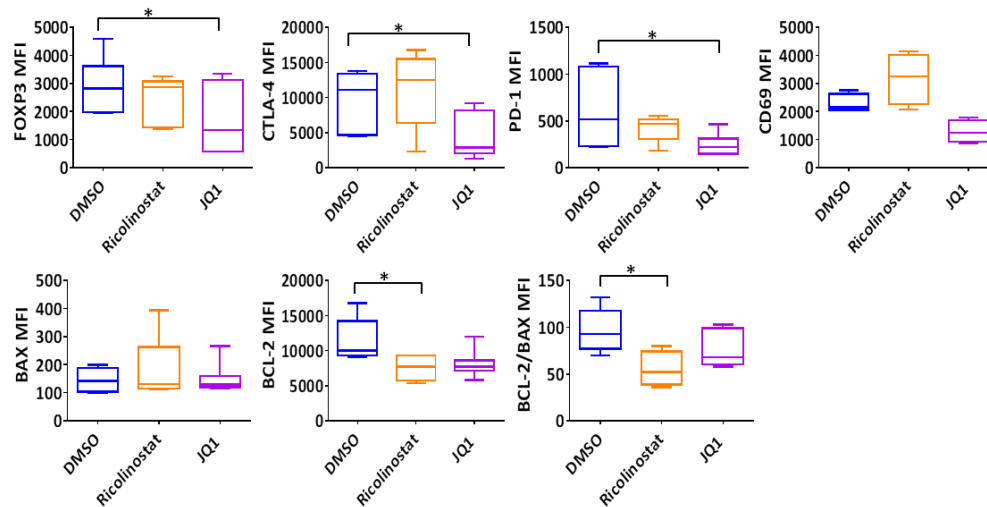 FOXP3 MFI
5000
4000
3000
2000
1000
0
*
DMSO
Ricolinostat
JQ1
CTLA-4 MFI
20000
15000
10000
5000
0
*
DMSO
Ricolinostat
JQ1
PD-1 MFI
1500
1000
500
0
*
DMSO
Ricolinostat
JQ1
CD69 MFI
5000
4000
3000
2000
1000
0
DMSO
Ricolinostat
JQ1
BAX MFI
500
400
300
200
100
0
DMSO
Ricolinostat
JQ1
BCL-2 MFI
20000
15000
10000
5000
0
*
DMSO
Ricolinostat
JQ1
BCL-2/BAX MFI
150
100
50
0
*
DMSO
Ricolinostat
JQ1